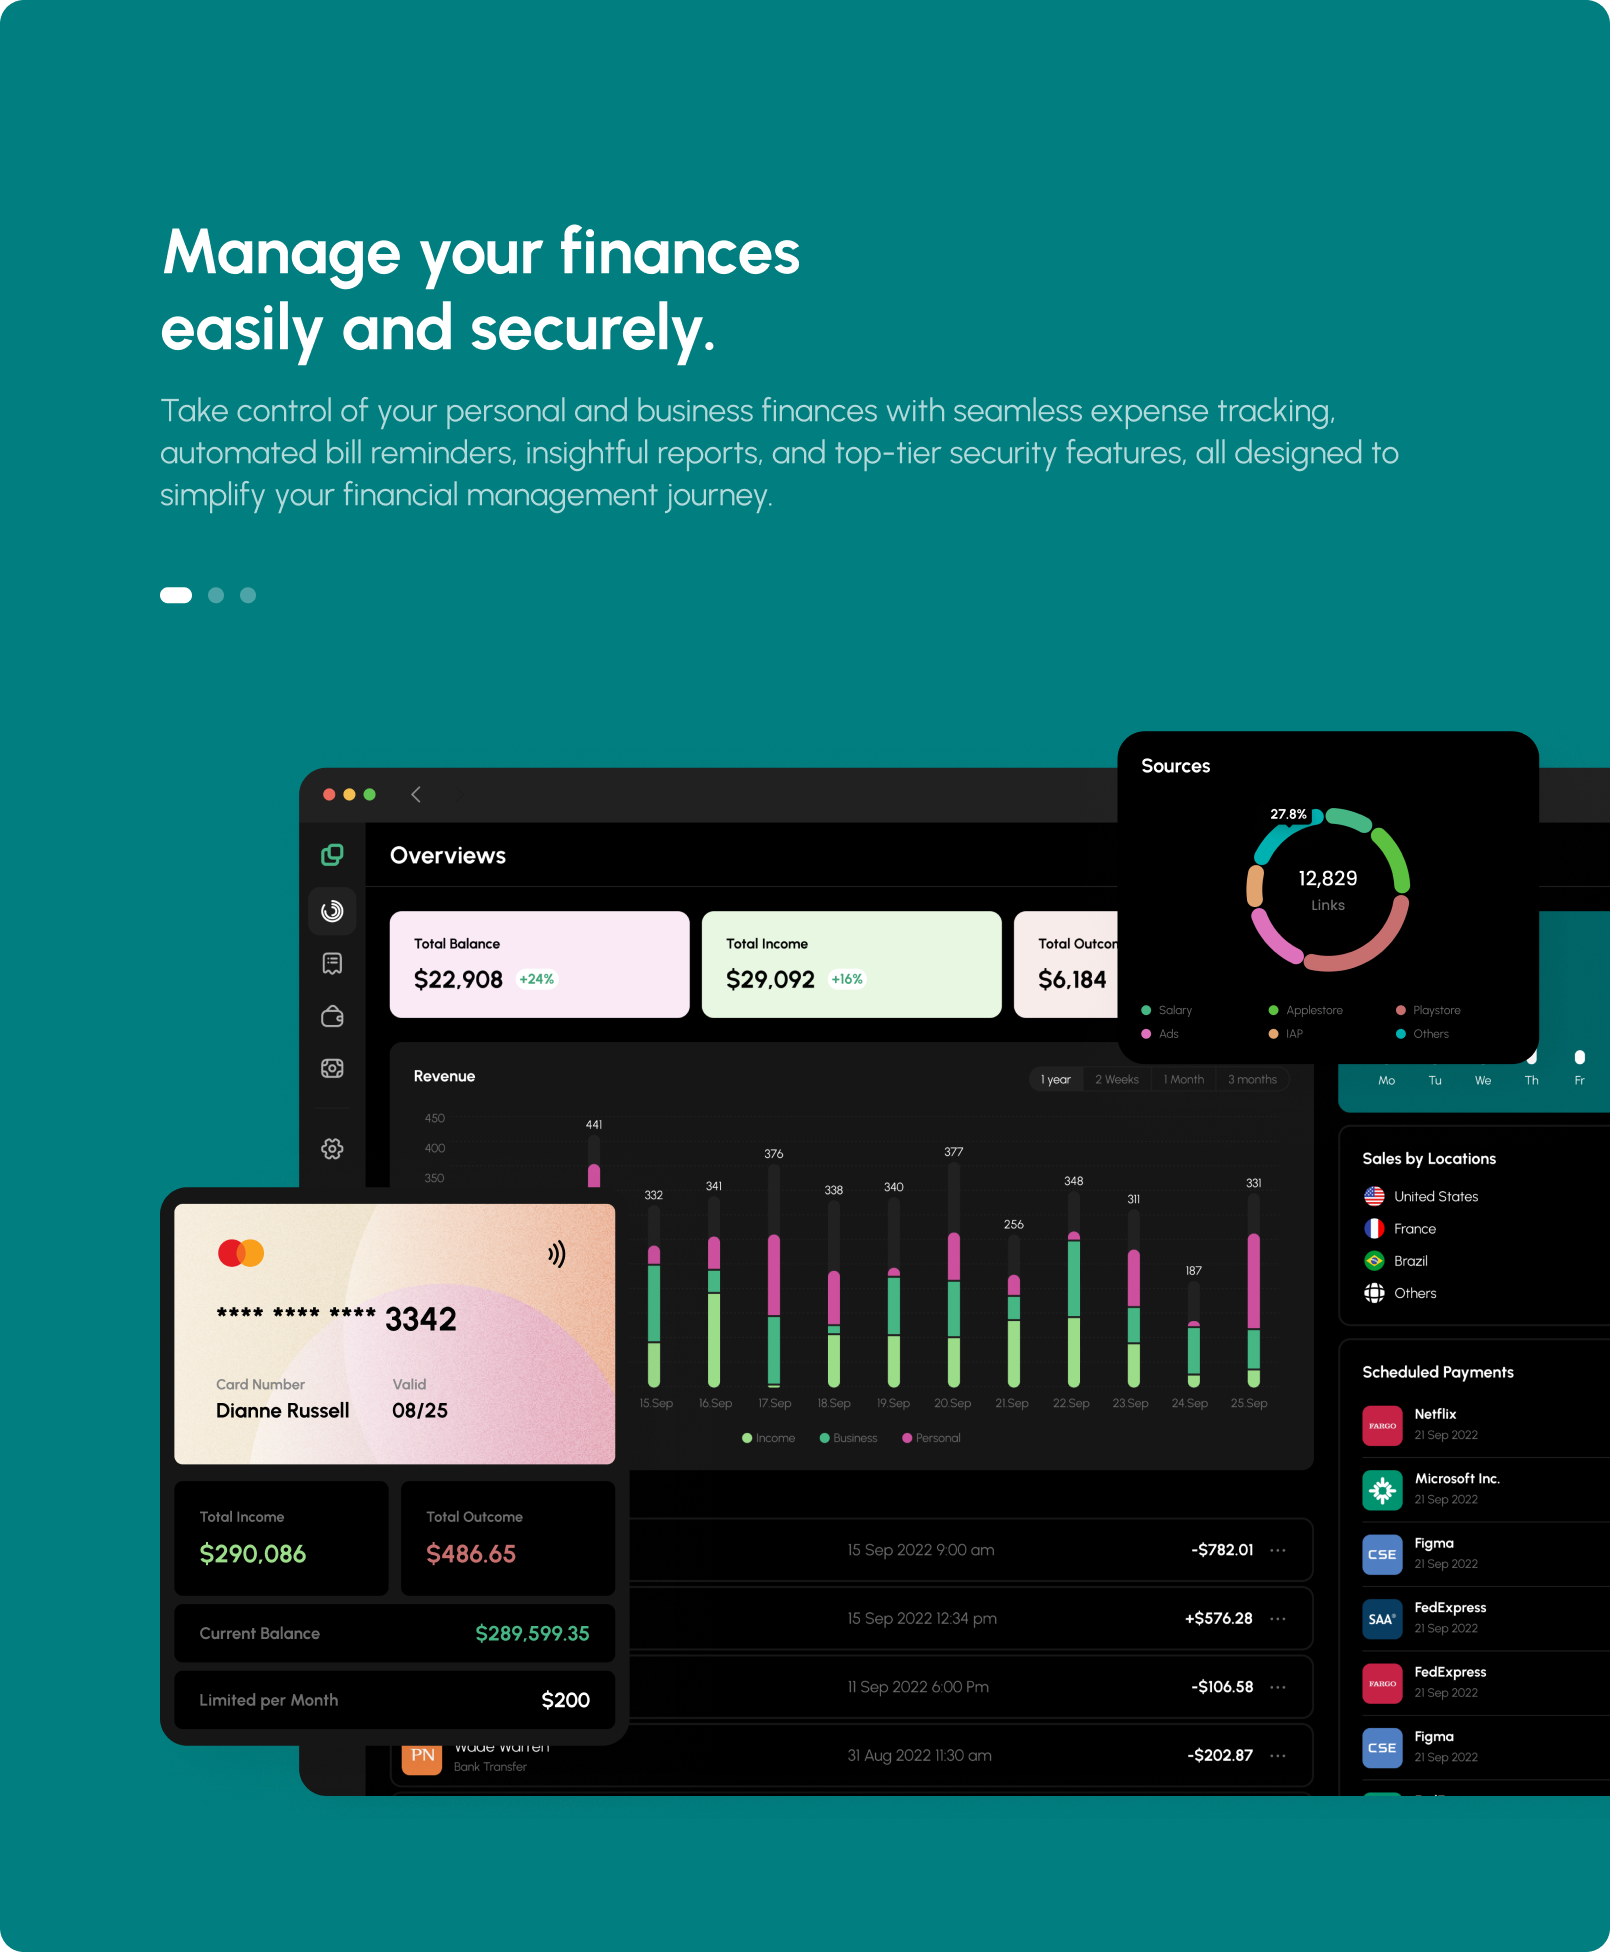 Manage your finances
easily and securely.
Take control of your personal and business finances with seamless expense tracking,
automated bill reminders, insightful reports, and top-tier security features, all designed to
simplify your financial management journey.
Sources
27.8%
12,829
Links
Salary
Applestore
Playstore
Ads
IAP
Others
Overviews
Total Balance
$22,908
+24%
Total Income
$29,092
+16%
Total Outcon
$6,184
Revenue
1 year
2 Weeks
1 Month
3 months
450
400
350
441
332
341
376
338
340
377
256
348
311
187
331
15.Sep
16.Sep
17.Sep
18.Sep
19.Sep
20.Sep
21.Sep
22.Sep
23.Sep
24.Sep
25.Sep
Income
Business
Personal
Mo
Tu
We
Th
Fr
Sales by Locations
United States
France
Brazil
Others
Scheduled Payments
FARGO
Netflix
21 Sep 2022
Microsoft Inc.
21 Sep 2022
CSE
Figma
21 Sep 2022
SAA
FedExpress
21 Sep 2022
FARGO
FedExpress
21 Sep 2022
CSE
Figma
21 Sep 2022
**** **** **** 3342
Card Number
Valid
Dianne Russell
08/25
Total Income
$290,086
Total Outcome
$486.65
Current Balance
$289,599.35
Limited per Month
$200
15 Sep 2022 9:00 am
-$782.01
15 Sep 2022 12:34 pm
+$576.28
11 Sep 2022 6:00 Pm
-$106.58
PN
Wade Warren
Bank Transfer
31 Aug 2022 11:30 am
-$202.87